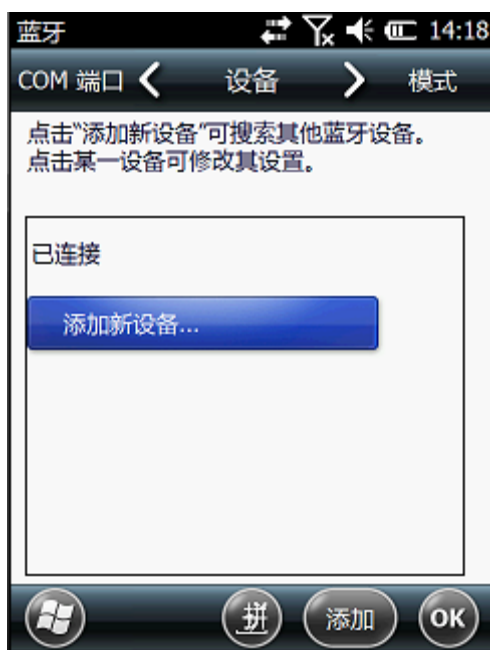 蓝牙 14:18
COM 端口 设备 模式
点击"添加新设备"可搜索其他蓝牙设备。
点击某一设备可修改其设置。
已连接
添加新设备...
拼 添加 OK